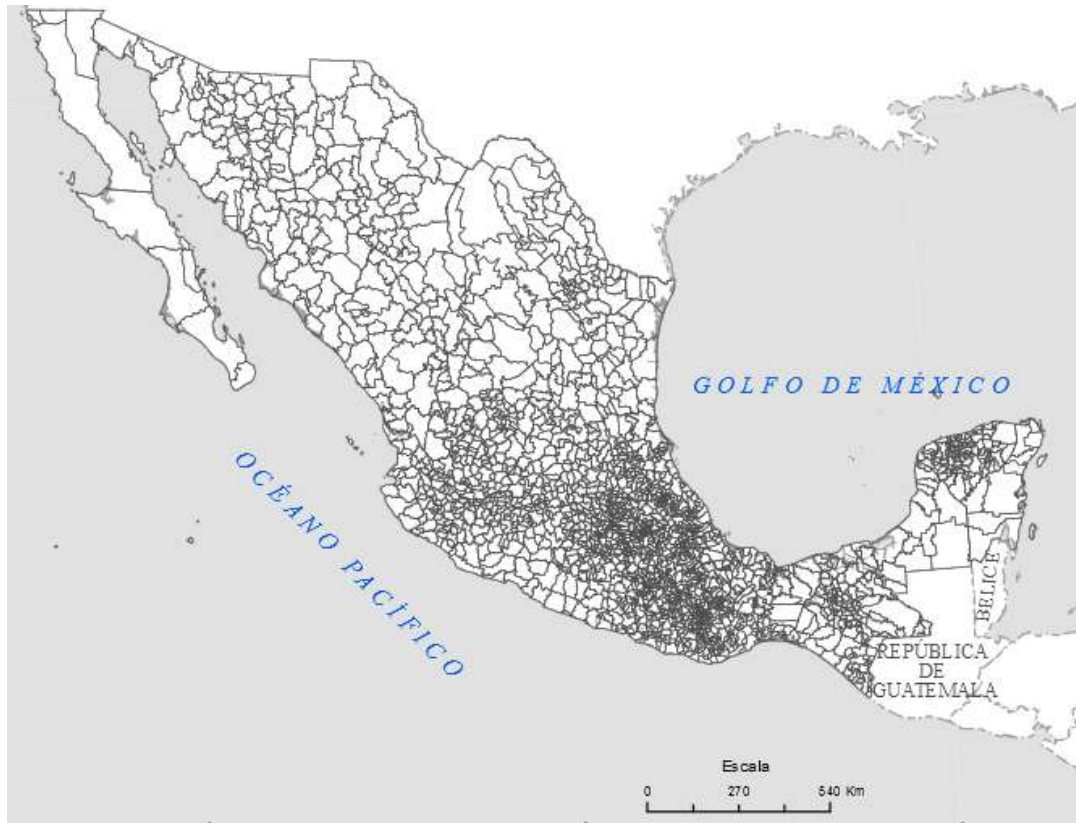 GOLFO DE MÉXICO
OCÉANO PACÍFICO
BELICE
REPÚBLICA
DE
GUATEMALA
Escala
0 270 540 Km